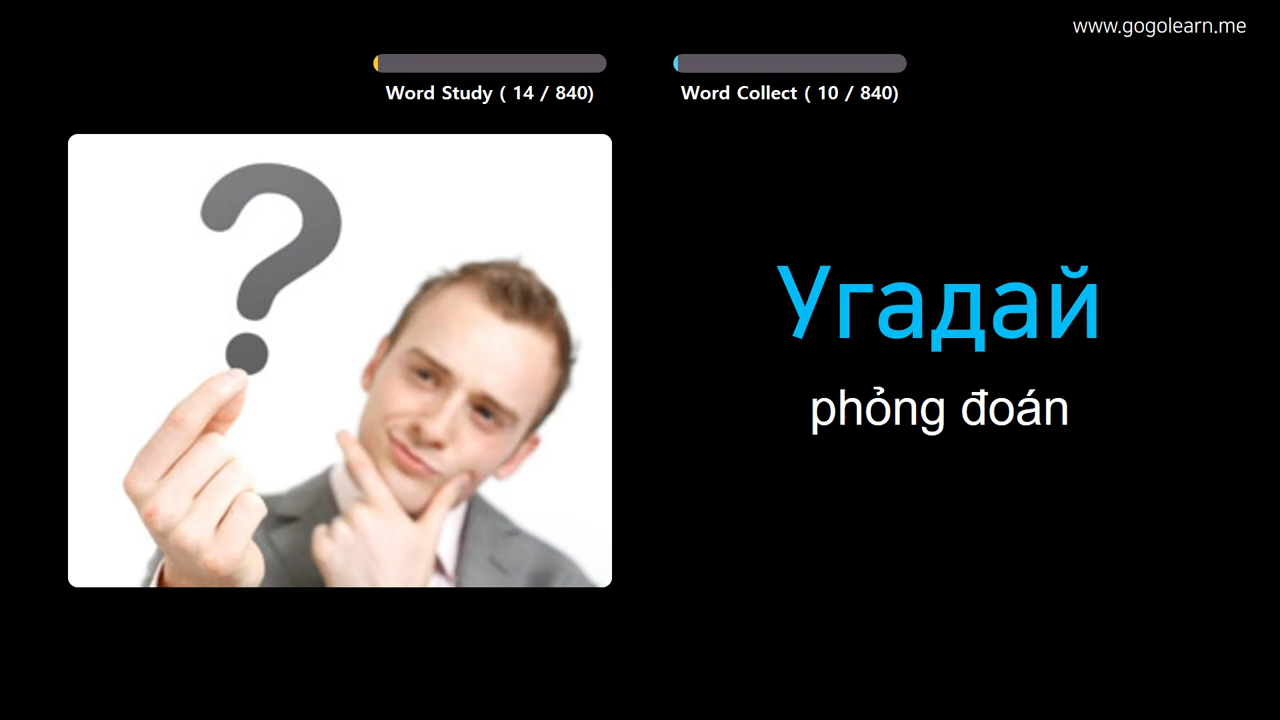 www.gogolearn.me
Word Study ( 14 / 840)
Word Collect ( 10 / 840)
?
Угадай
phỏng đoán